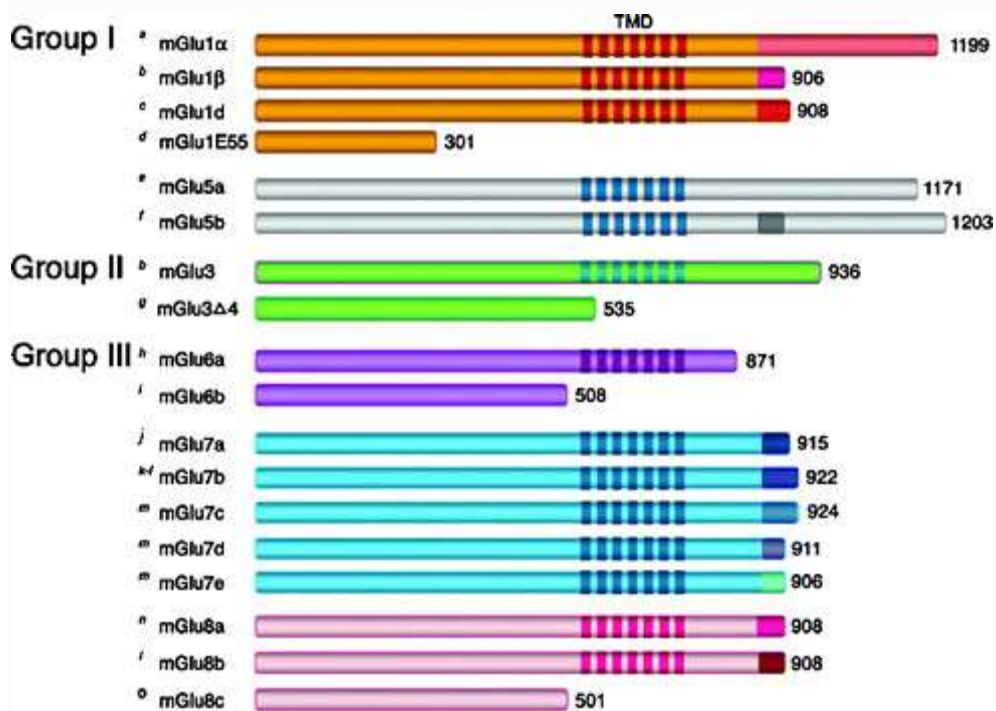 TMD
Group I a mGlu1α 1199
b mGlu1β 906
c mGlu1d 908
d mGlu1E55 301
e mGlu5a 1171
f mGlu5b 1203
Group II b mGlu3 936
g mGlu3Δ4 535
Group III h mGlu6a 871
i mGlu6b 508
j mGlu7a 915
k-l mGlu7b 922
m mGlu7c 924
m mGlu7d 911
m mGlu7e 906
n mGlu8a 908
mGlu8b 908
o mGlu8c 501